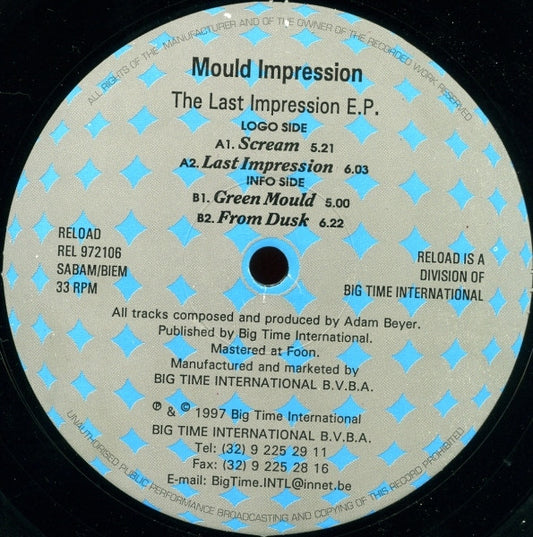 ALL RIGHTS OF THE MANUFACTURER AND OF THE OWNER OF THE RECORDED WORK RESERVED
Mould Impression
The Last Impression E.P.
LOGO SIDE
A1. Scream 5.21
A2. Last Impression 6.03
INFO SIDE
B1. Green Mould 5.00
B2. From Dusk 6.22
RELOAD
REL 972106
SABAM/BIEM
33 RPM
RELOAD IS A
DIVISION OF
BIG TIME INTERNATIONAL
All tracks composed and produced by Adam Beyer.
Published by Big Time International.
Mastered at Foon.
Manufactured and marketed by
BIG TIME INTERNATIONAL B.V.B.A.
℗ & © 1997 Big Time International
BIG TIME INTERNATIONAL B.V.B.A.
Tel: (32) 9 225 29 11
Fax: (32) 9 225 28 16
E-mail: BigTime.INTL@innet.be
UNAUTHORISED PUBLIC PERFORMANCE BROADCASTING AND COPYING OF THIS RECORD PROHIBITED